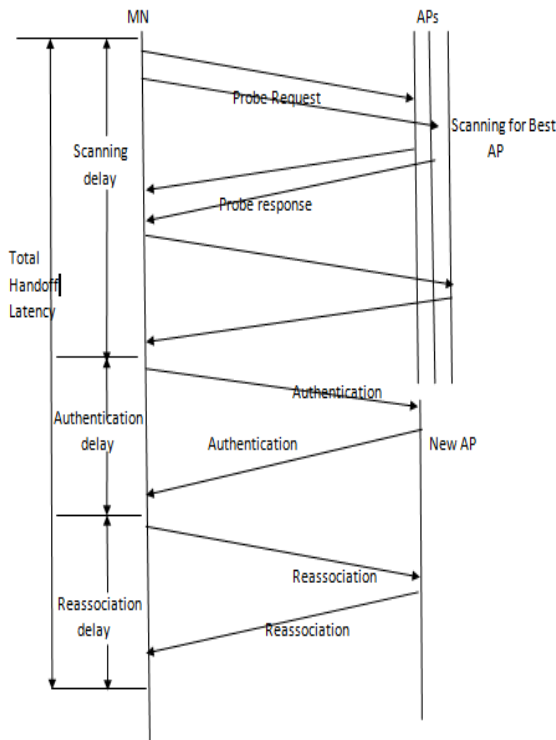 MN
APs
Probe Request
Scanning for Best
AP
Scanning
delay
Probe response
Total
Handoff
Latency
Authentication
Authentication
delay
Authentication
New AP
Reassociation
Reassociation
delay
Reassociation